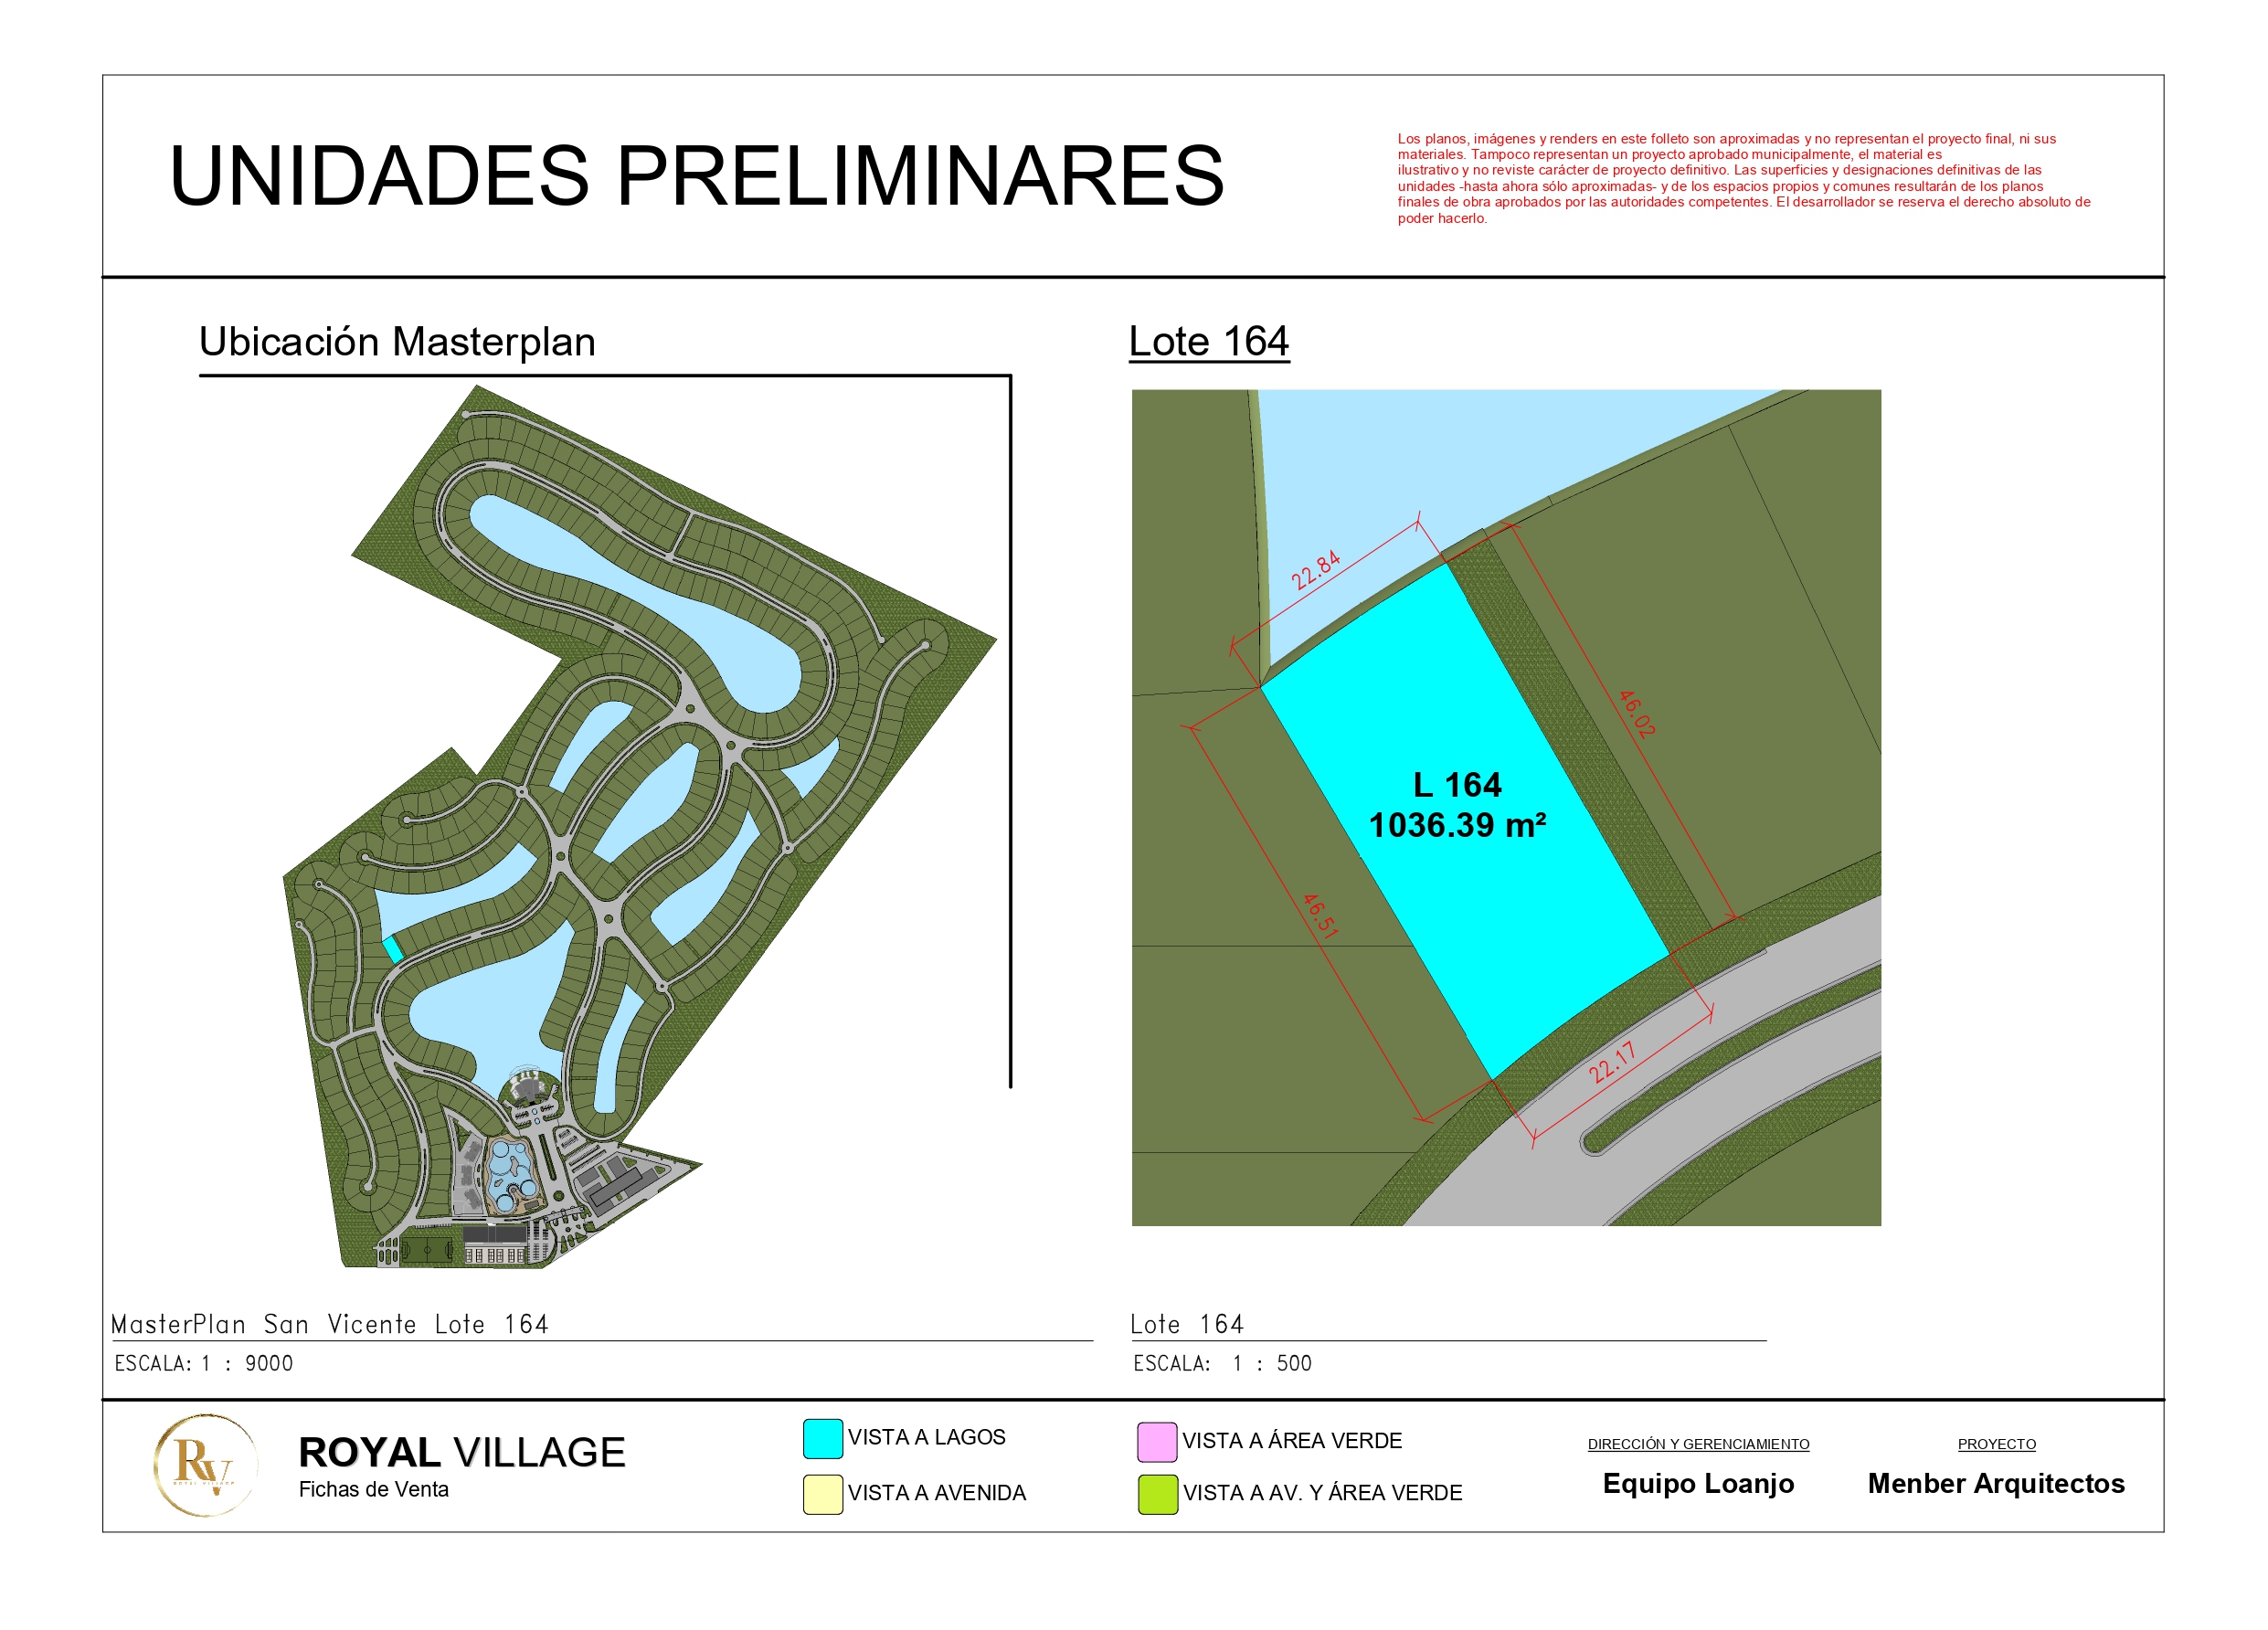 UNIDADES PRELIMINARES
Los planos, imágenes y renders en este folleto son aproximadas y no representan el proyecto final, ni sus
materiales. Tampoco representan un proyecto aprobado municipalmente, el material es
ilustrativo y no reviste carácter de proyecto definitivo. Las superficies y designaciones definitivas de las
unidades -hasta ahora sólo aproximadas- y de los espacios propios y comunes resultarán de los planos
finales de obra aprobados por las autoridades competentes. El desarrollador se reserva el derecho absoluto de
poder hacerlo.
Ubicación Masterplan
Lote 164
22.84
46.02
L 164
1036.39 m²
46.51
22.17
MasterPlan San Vicente Lote 164
ESCALA: 1 : 9000
Lote 164
ESCALA: 1 : 500
RV
ROYAL VILLAGE
ROYAL VILLAGE
Fichas de Venta
VISTA A LAGOS
VISTA A AVENIDA
VISTA A ÁREA VERDE
VISTA A AV. Y ÁREA VERDE
DIRECCIÓN Y GERENCIAMIENTO
Equipo Loanjo
PROYECTO
Menber Arquitectos